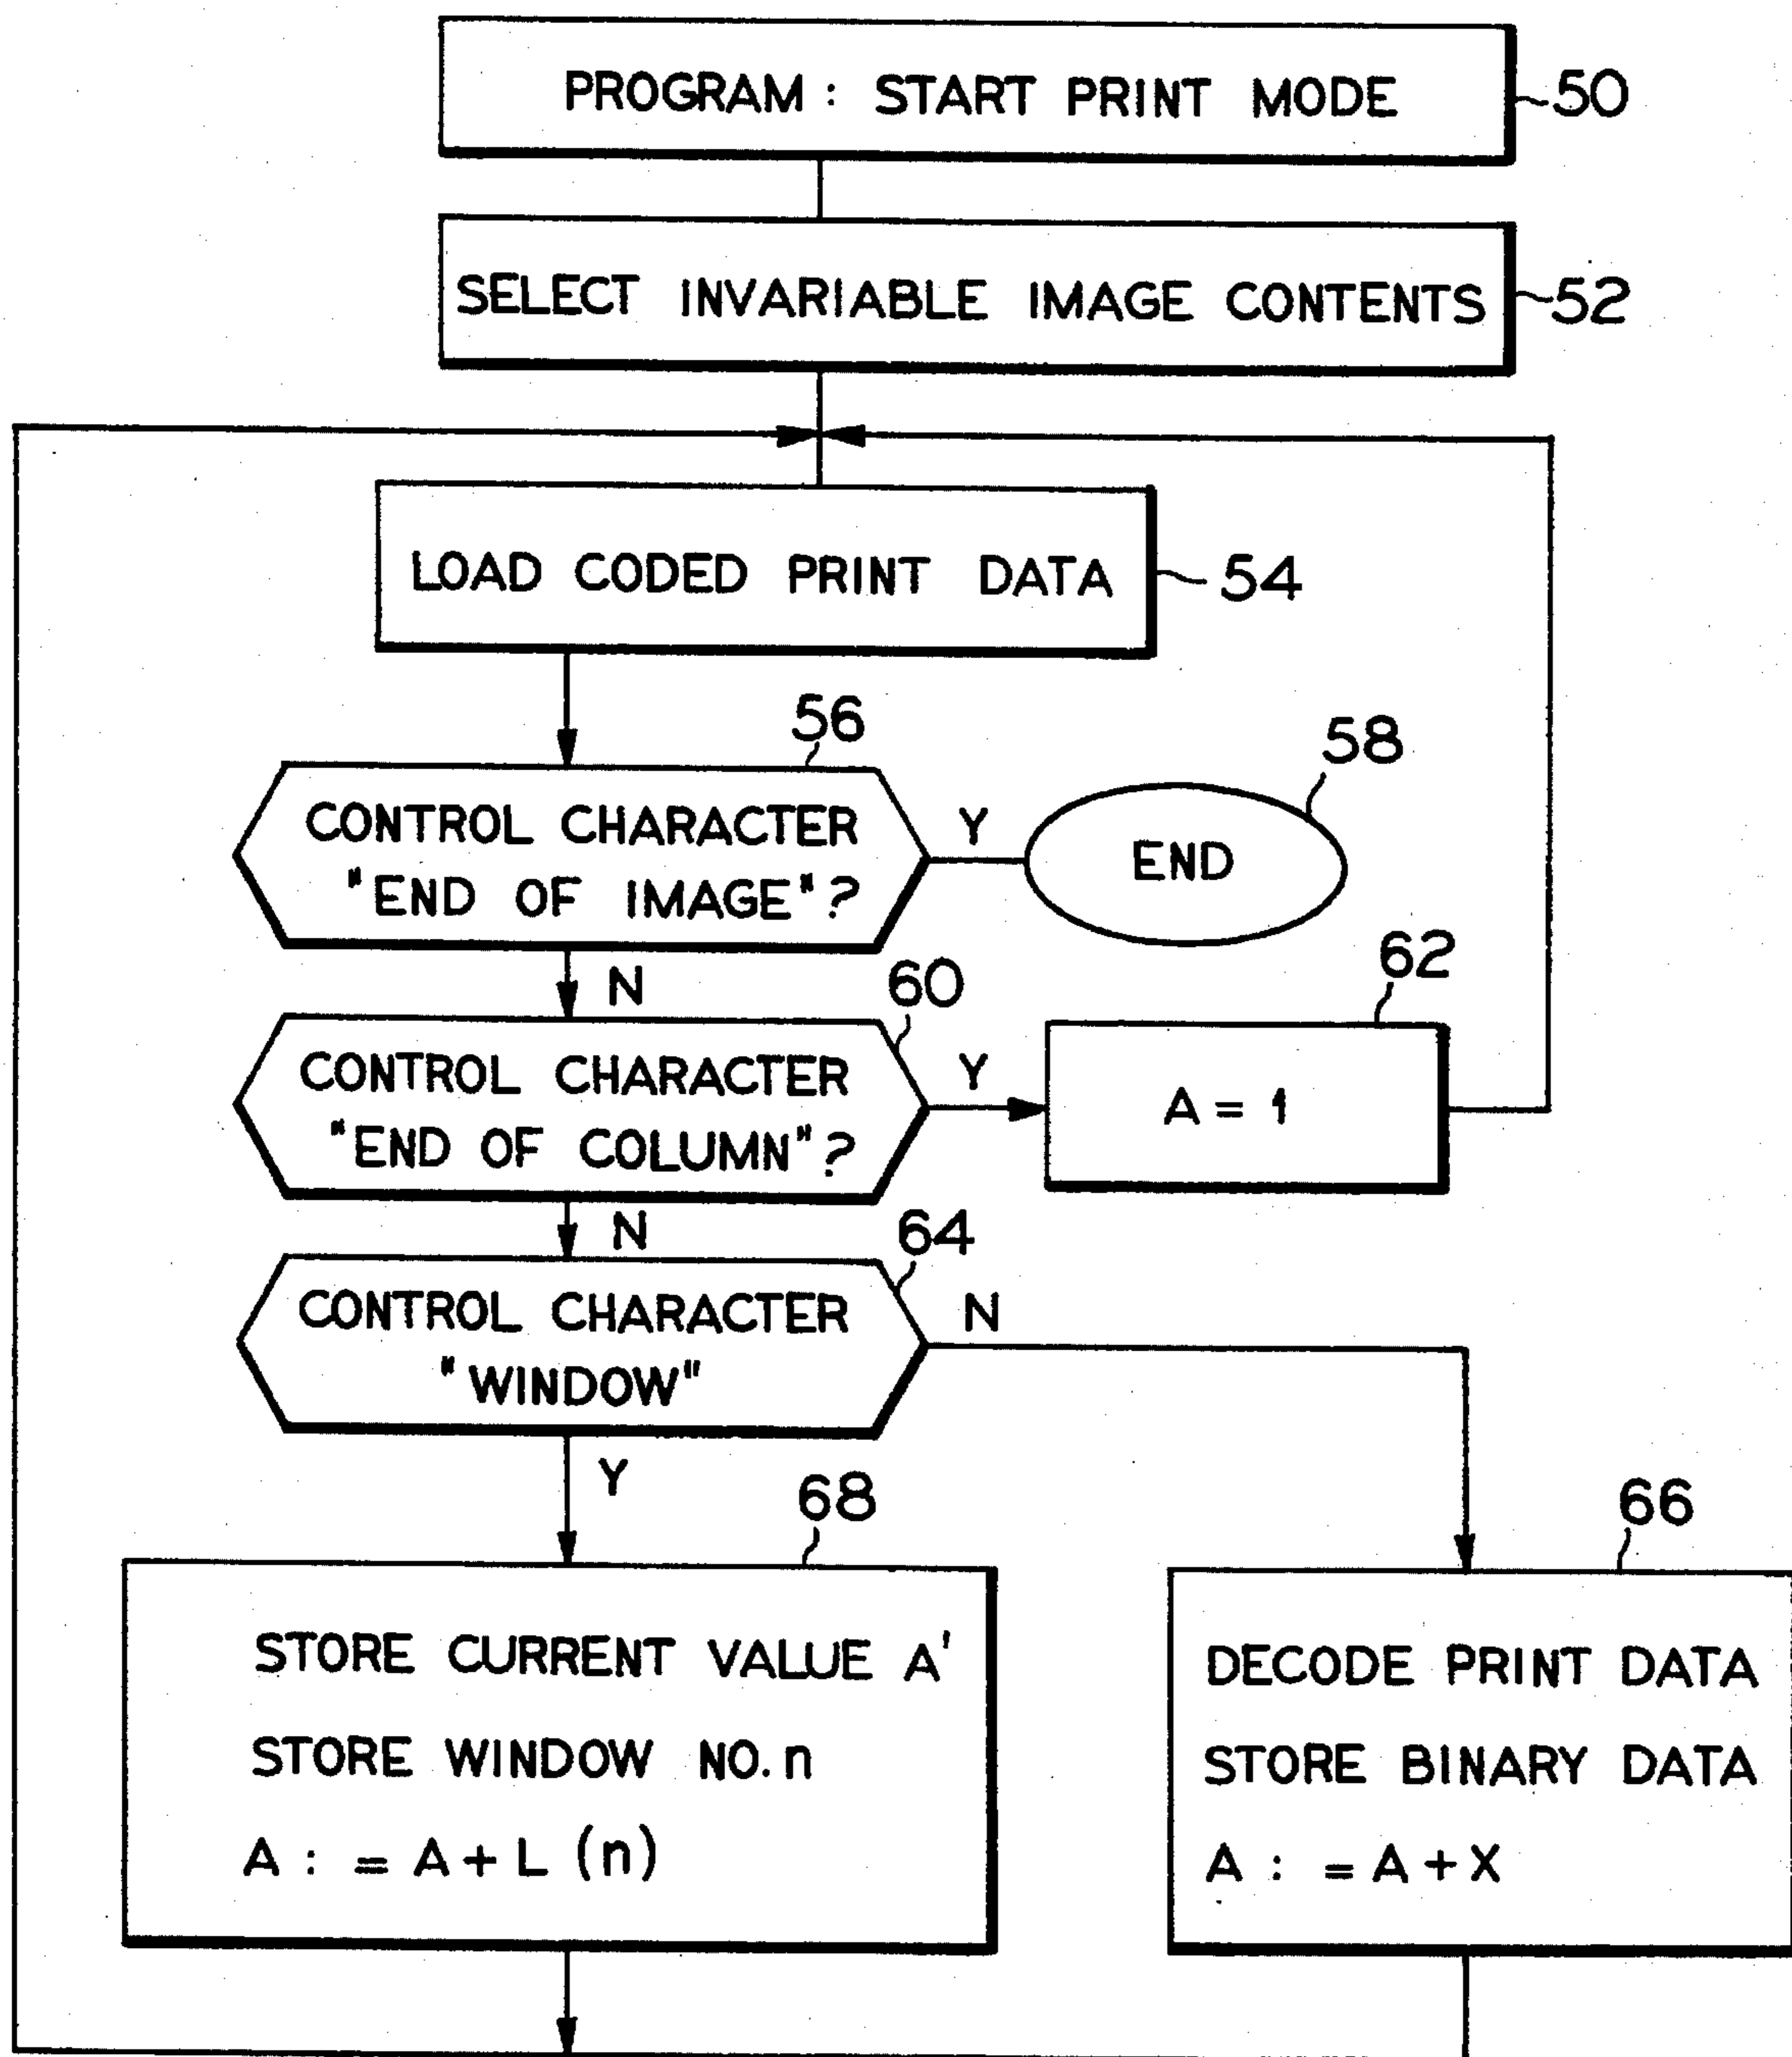 PROGRAM : START PRINT MODE
50
SELECT INVARIABLE IMAGE CONTENTS
52
LOAD CODED PRINT DATA
54
56
CONTROL CHARACTER
"END OF IMAGE"?
Y
58
END
N
60
CONTROL CHARACTER
"END OF COLUMN"?
Y
62
A = 1
N
64
CONTROL CHARACTER
"WINDOW"
N
Y
68
STORE CURRENT VALUE A'
STORE WINDOW NO. n
A : = A + L (n)
66
DECODE PRINT DATA
STORE BINARY DATA
A : = A + X